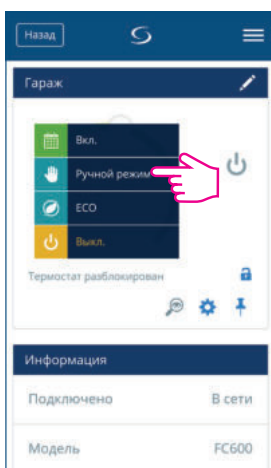 Назад
Гараж
Вкл.
Ручной режим
ECO
Выкл.
Термостат разблокирован
Информация
Подключено В сети
Модель FC600